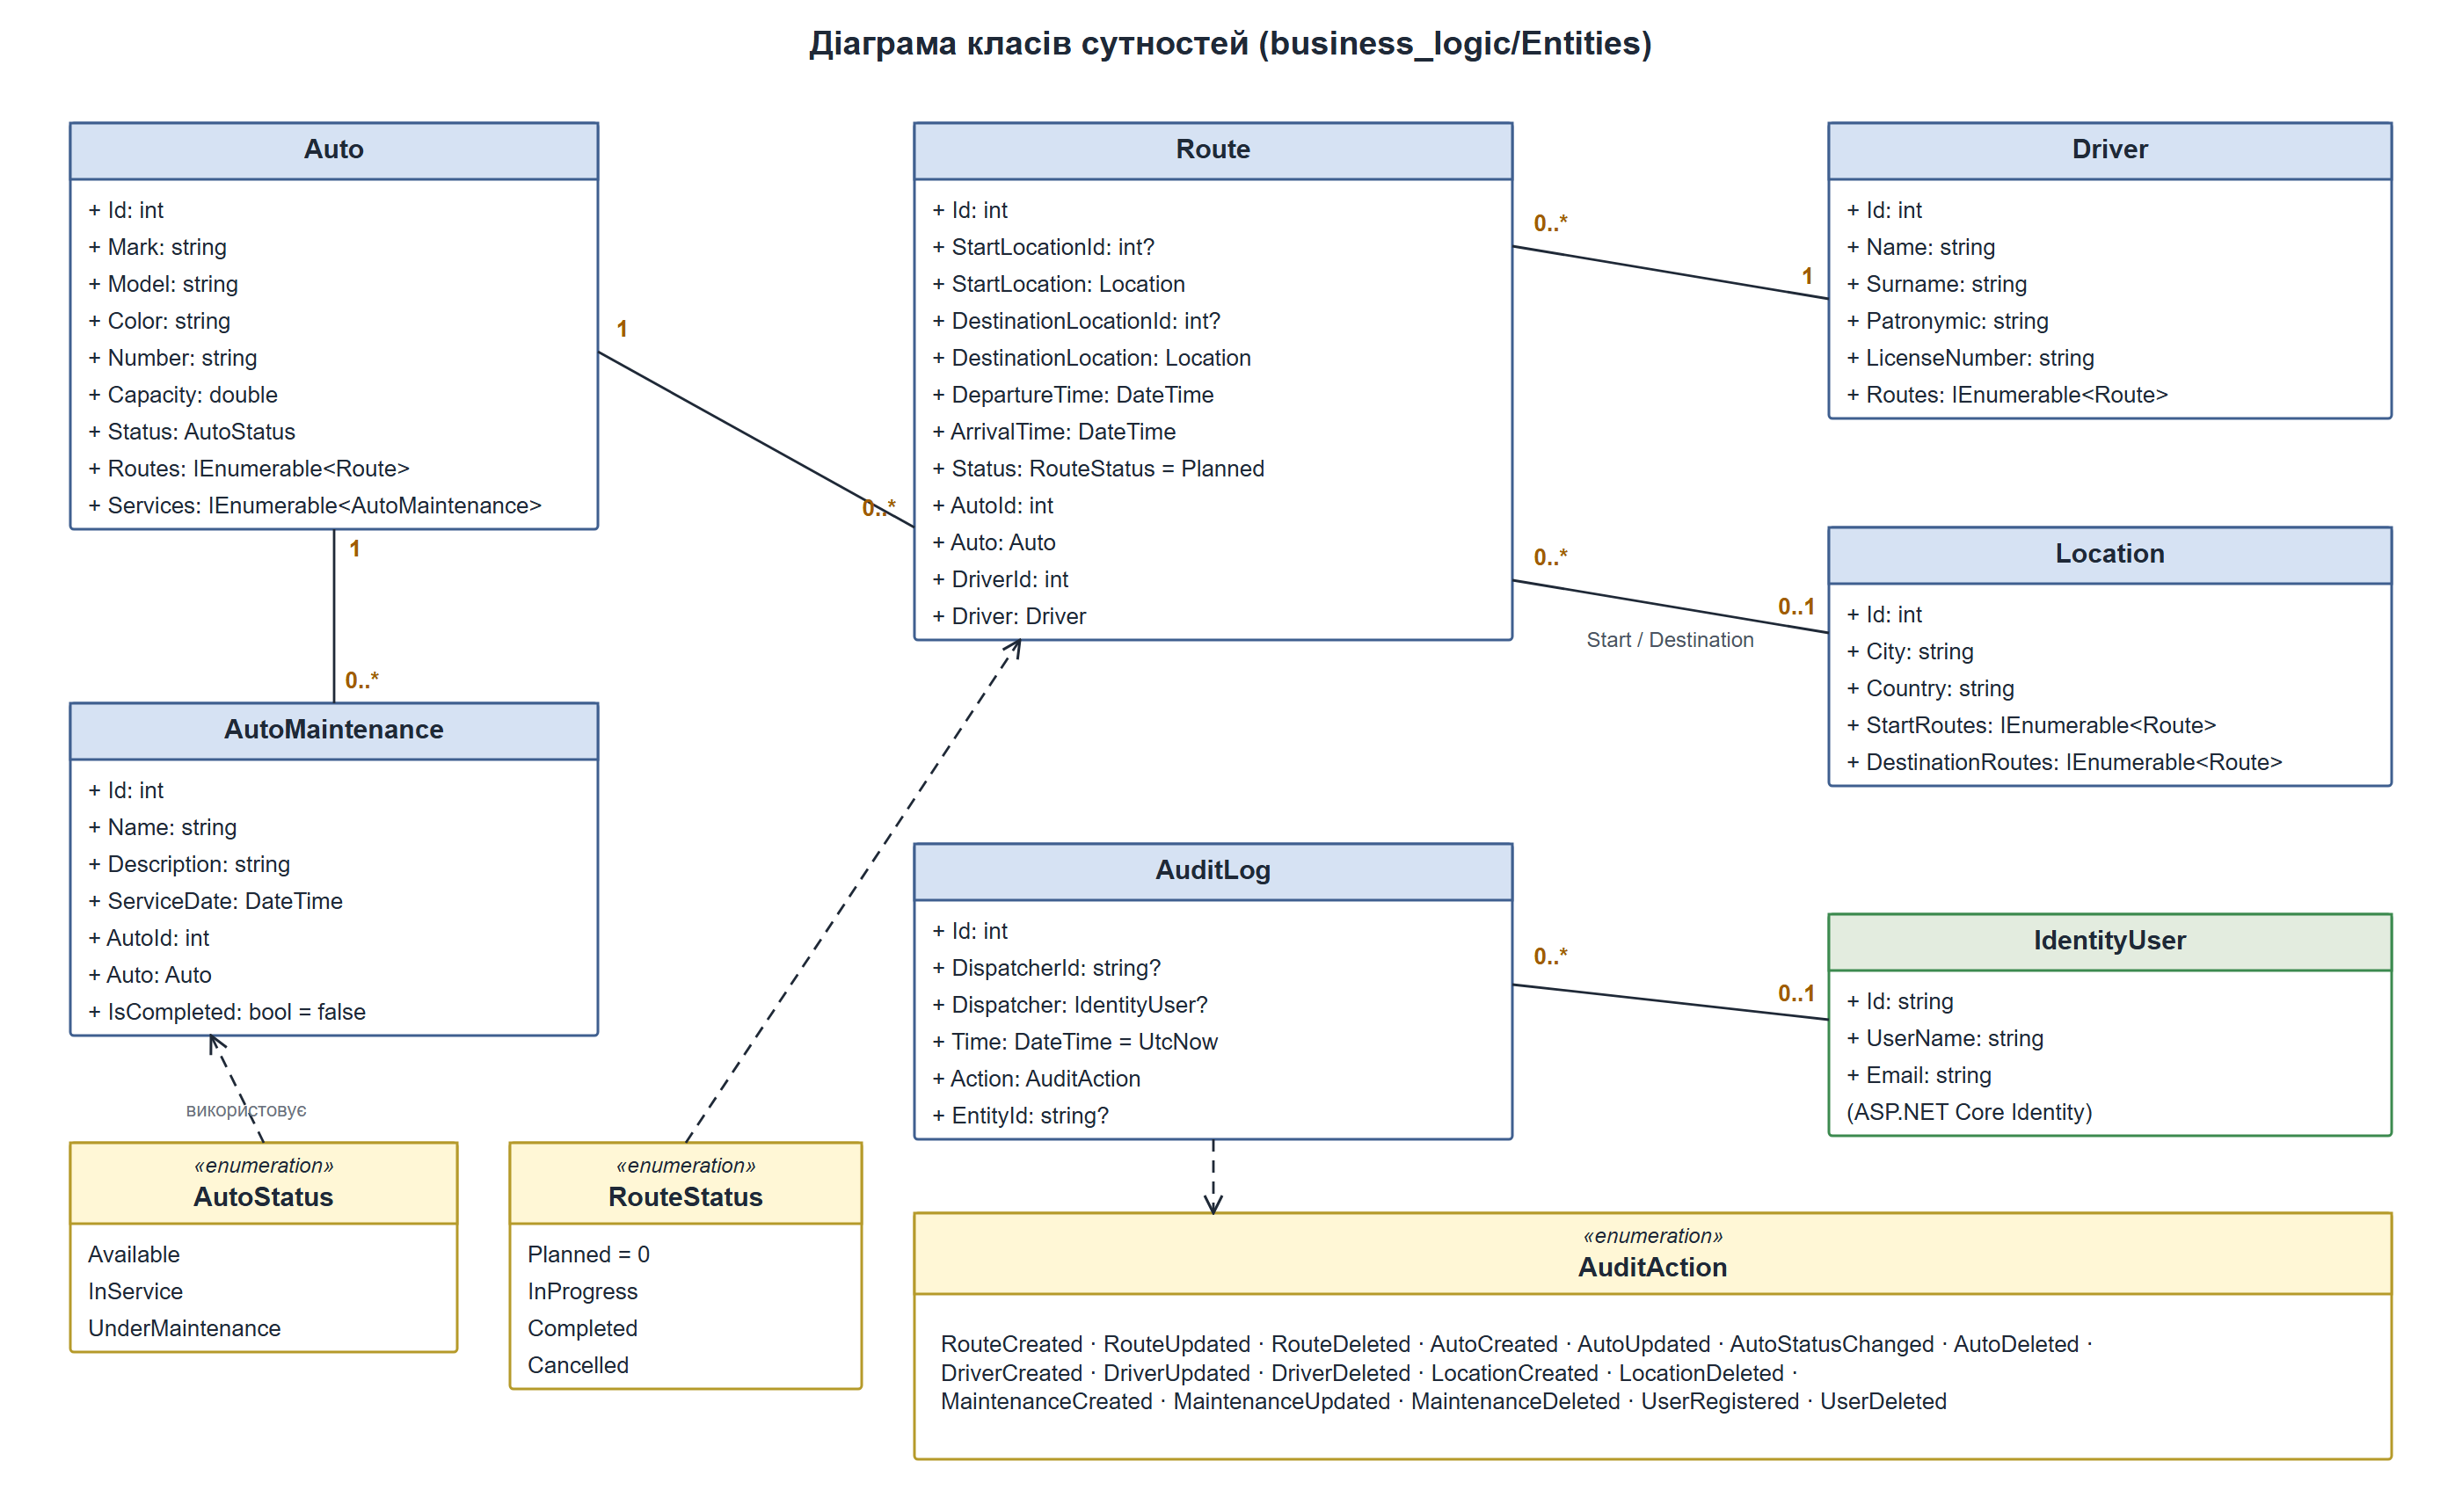 Діаграма класів сутностей (business_logic/Entities)
Auto
+ Id: int
+ Mark: string
+ Model: string
+ Color: string
+ Number: string
+ Capacity: double
+ Status: AutoStatus
+ Routes: IEnumerable<Route>
+ Services: IEnumerable<AutoMaintenance>
1
0..*
1
0..*
Route
+ Id: int
+ StartLocationId: int?
+ StartLocation: Location
+ DestinationLocationId: int?
+ DestinationLocation: Location
+ DepartureTime: DateTime
+ ArrivalTime: DateTime
+ Status: RouteStatus = Planned
+ AutoId: int
+ Auto: Auto
+ DriverId: int
+ Driver: Driver
0..*
1
Driver
+ Id: int
+ Name: string
+ Surname: string
+ Patronymic: string
+ LicenseNumber: string
+ Routes: IEnumerable<Route>
0..*
0..1
Start / Destination
Location
+ Id: int
+ City: string
+ Country: string
+ StartRoutes: IEnumerable<Route>
+ DestinationRoutes: IEnumerable<Route>
AutoMaintenance
+ Id: int
+ Name: string
+ Description: string
+ ServiceDate: DateTime
+ AutoId: int
+ Auto: Auto
+ IsCompleted: bool = false
використовує
AuditLog
+ Id: int
+ DispatcherId: string?
+ Dispatcher: IdentityUser?
+ Time: DateTime = UtcNow
+ Action: AuditAction
+ EntityId: string?
0..*
0..1
IdentityUser
+ Id: string
+ UserName: string
+ Email: string
(ASP.NET Core Identity)
«enumeration»
AutoStatus
Available
InService
UnderMaintenance
«enumeration»
RouteStatus
Planned = 0
InProgress
Completed
Cancelled
«enumeration»
AuditAction
RouteCreated · RouteUpdated · RouteDeleted · AutoCreated · AutoUpdated · AutoStatusChanged · AutoDeleted ·
DriverCreated · DriverUpdated · DriverDeleted · LocationCreated · LocationDeleted ·
MaintenanceCreated · MaintenanceUpdated · MaintenanceDeleted · UserRegistered · UserDeleted